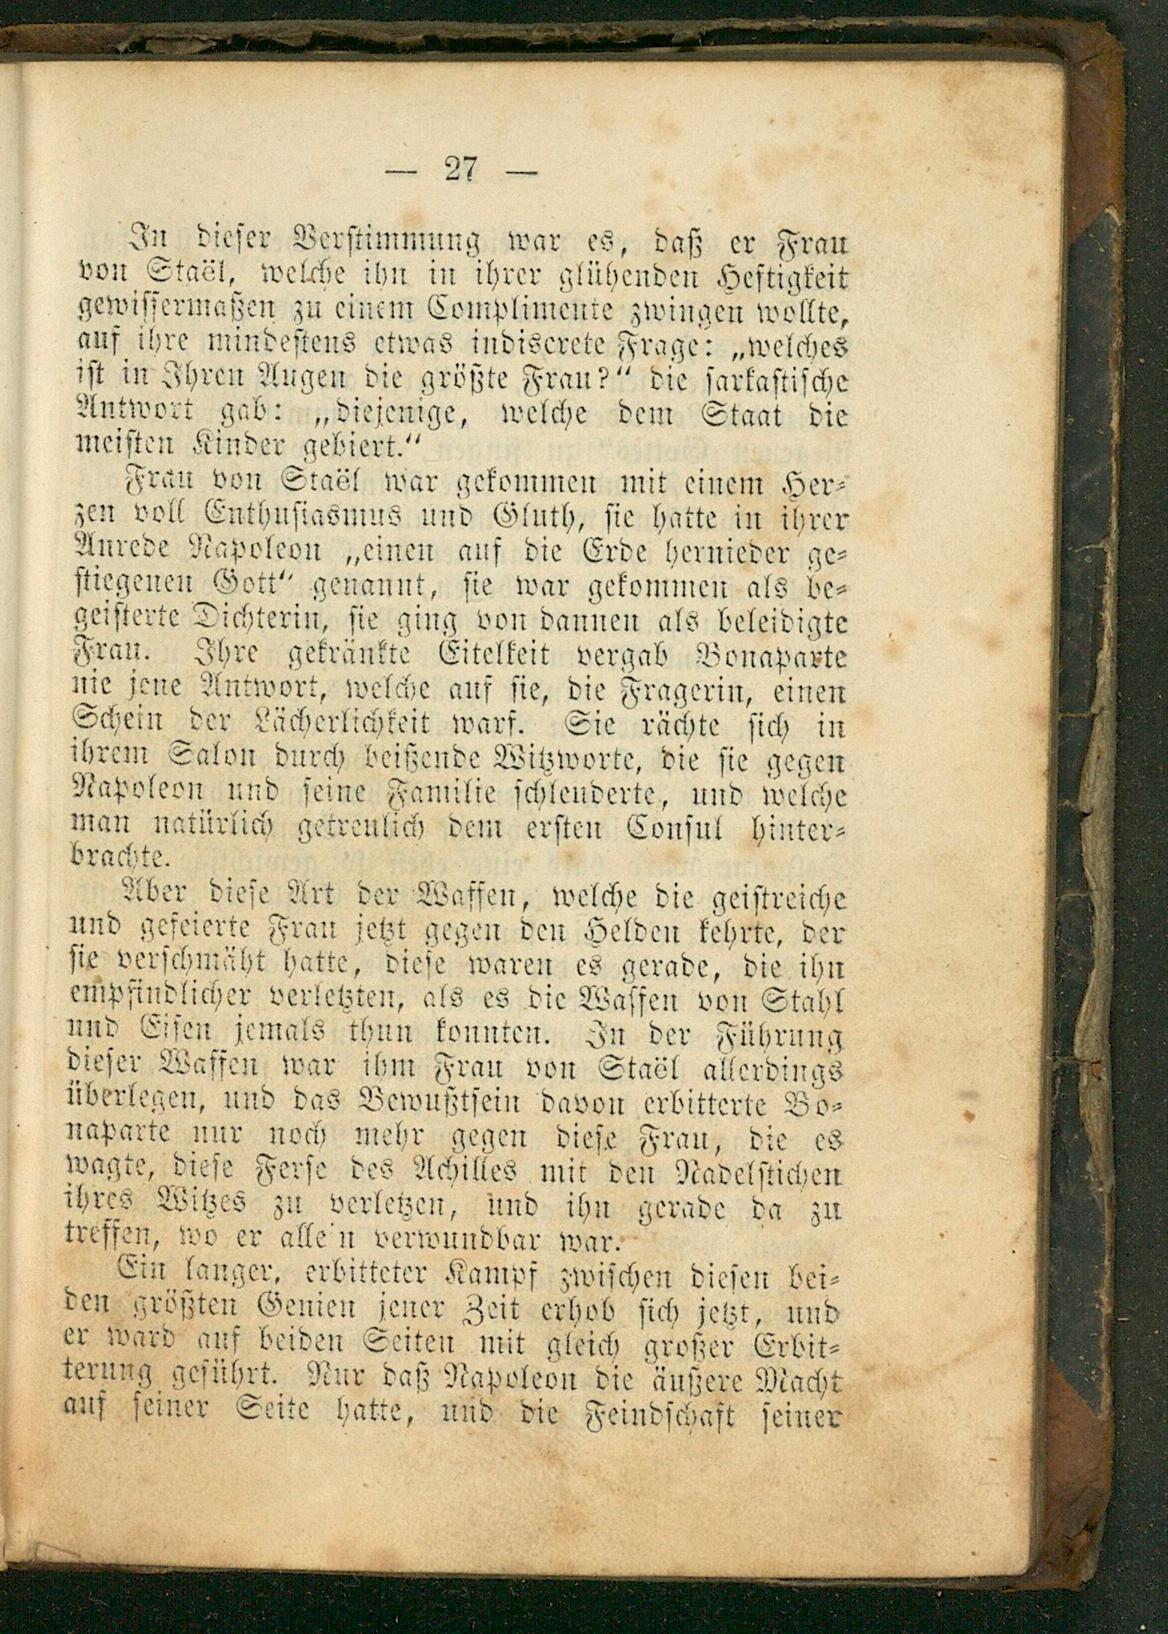 — 27 —
In dieser Verstimmung war es, daß er Frau
von Staël, welche ihn in ihrer glühenden Heftigkeit
gewissermaßen zu einem Complimente zwingen wollte,
auf ihre mindestens etwas indiscrete Frage: „welches
ist in Ihren Augen die größte Frau?“ die sarkastische
Antwort gab: „diejenige, welche dem Staat die
meisten Kinder gebiert.“
Frau von Staël war gekommen mit einem Her-
zen voll Enthusiasmus und Gluth, sie hatte in ihrer
Anrede Napoleon „einen auf die Erde hernieder ge-
stiegenen Gott“ genannt, sie war gekommen als be-
geisterte Dichterin, sie ging von dannen als beleidigte
Frau. Ihre gekränkte Eitelkeit vergab Bonaparte
nie jene Antwort, welche auf sie, die Fragerin, einen
Schein der Lächerlichkeit warf. Sie rächte sich in
ihrem Salon durch beißende Witzworte, die sie gegen
Napoleon und seine Familie schleuderte, und welche
man natürlich getreulich dem ersten Consul hinter-
brachte.
Aber diese Art der Waffen, welche die geistreiche
und gefeierte Frau jetzt gegen den Helden kehrte, der
sie verschmäht hatte, diese waren es gerade, die ihn
empfindlicher verletzten, als es die Waffen von Stahl
und Eisen jemals thun konnten. In der Führung
dieser Waffen war ihm Frau von Staël allerdings
überlegen, und das Bewußtsein davon erbitterte Bo-
naparte nur noch mehr gegen diese Frau, die es
wagte, diese Ferse des Achilles mit den Nadelstichen
ihres Witzes zu verletzen, und ihn gerade da zu
treffen, wo er alle n verwundbar war.
Ein langer, erbitteter Kampf zwischen diesen bei-
den größten Genien jener Zeit erhob sich jetzt, und
er ward auf beiden Seiten mit gleich großer Erbit-
terung geführt. Nur daß Napoleon die äußere Macht
auf seiner Seite hatte, und die Feindschaft seiner